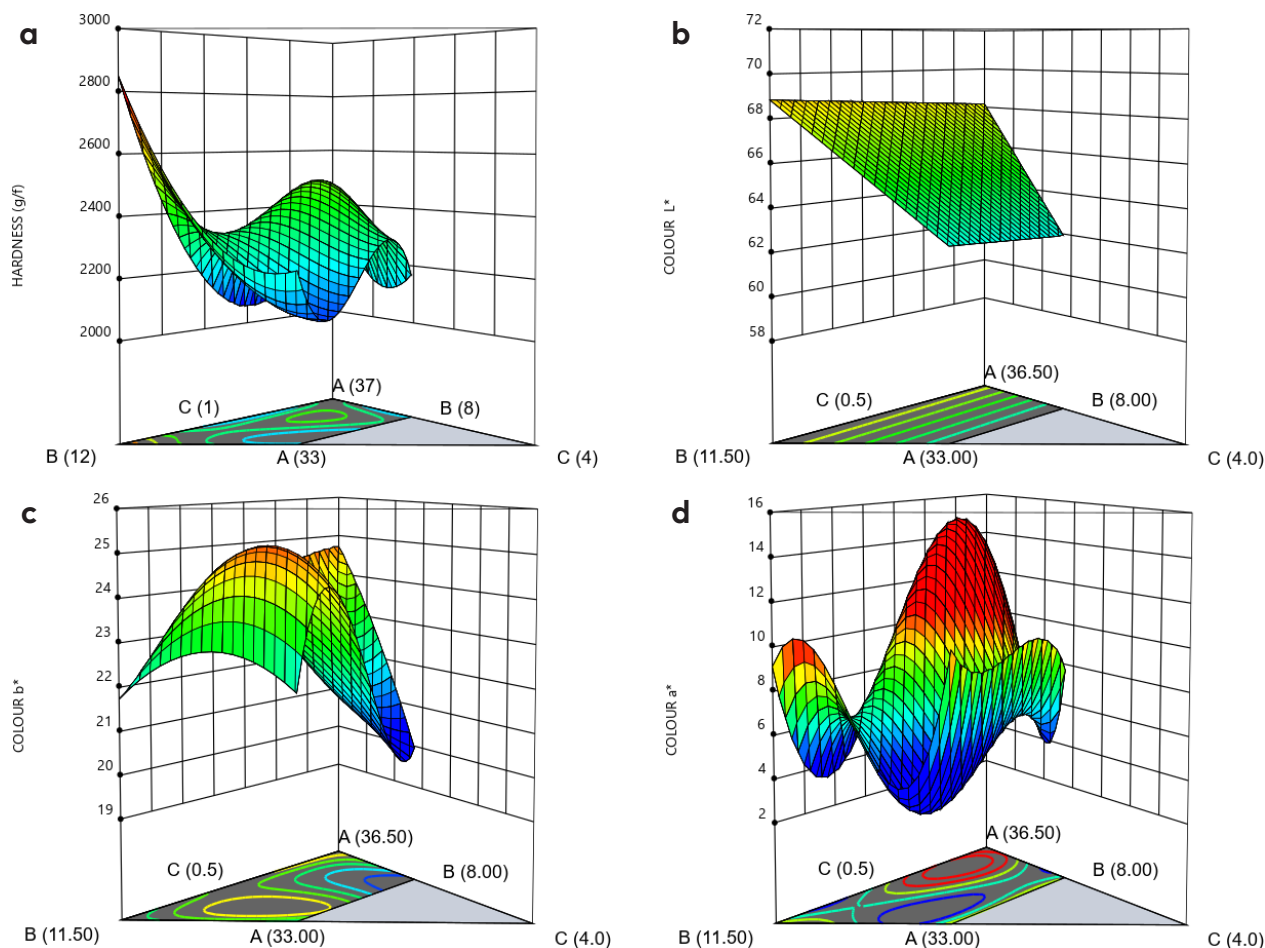 a
3000
2800
2600
2400
2200
2000
HARDNESS (g/f)
A (37)
C (1)
B (8)
B (12)
A (33)
C (4)
b
72
70
68
66
64
62
60
58
COLOUR L*
A (36.50)
C (0.5)
B (8.00)
B (11.50)
A (33.00)
C (4.0)
c
26
25
24
23
22
21
20
19
COLOUR b*
A (36.50)
C (0.5)
B (8.00)
B (11.50)
A (33.00)
C (4.0)
d
16
14
12
10
8
6
4
2
COLOUR a*
A (36.50)
C (0.5)
B (8.00)
B (11.50)
A (33.00)
C (4.0)